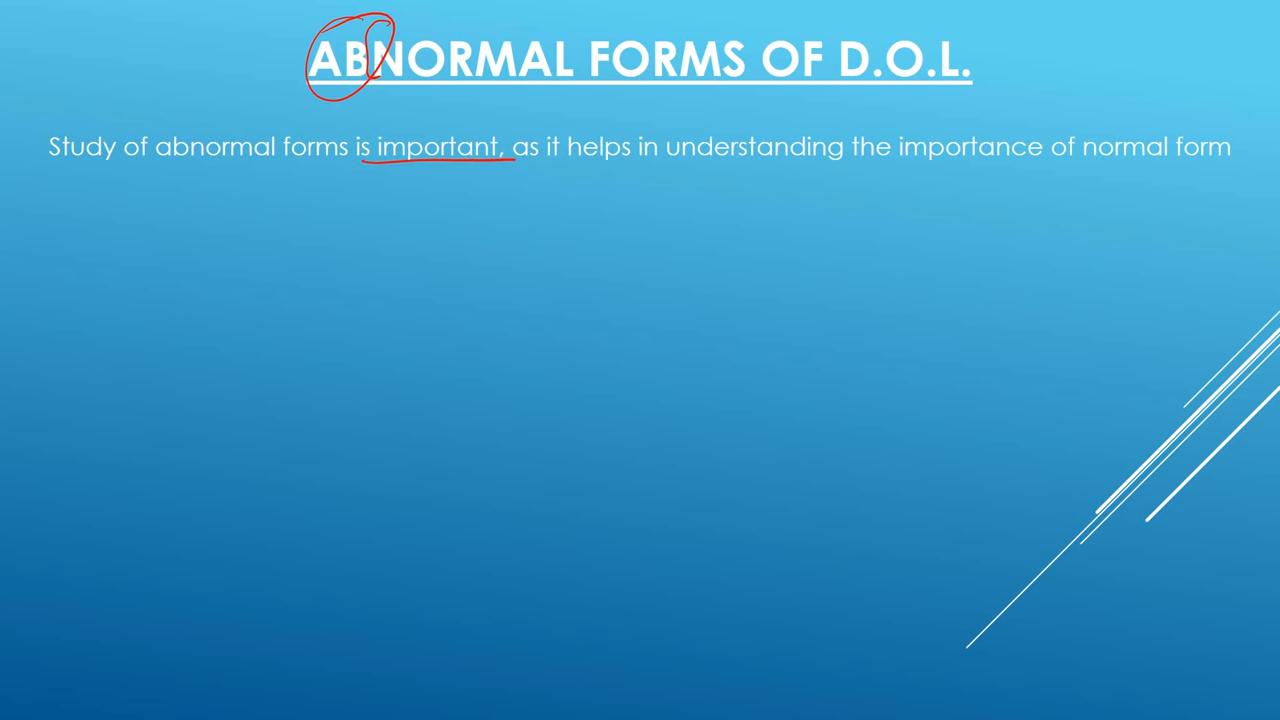 ABNORMAL FORMS OF D.O.L.
Study of abnormal forms is important, as it helps in understanding the importance of normal form